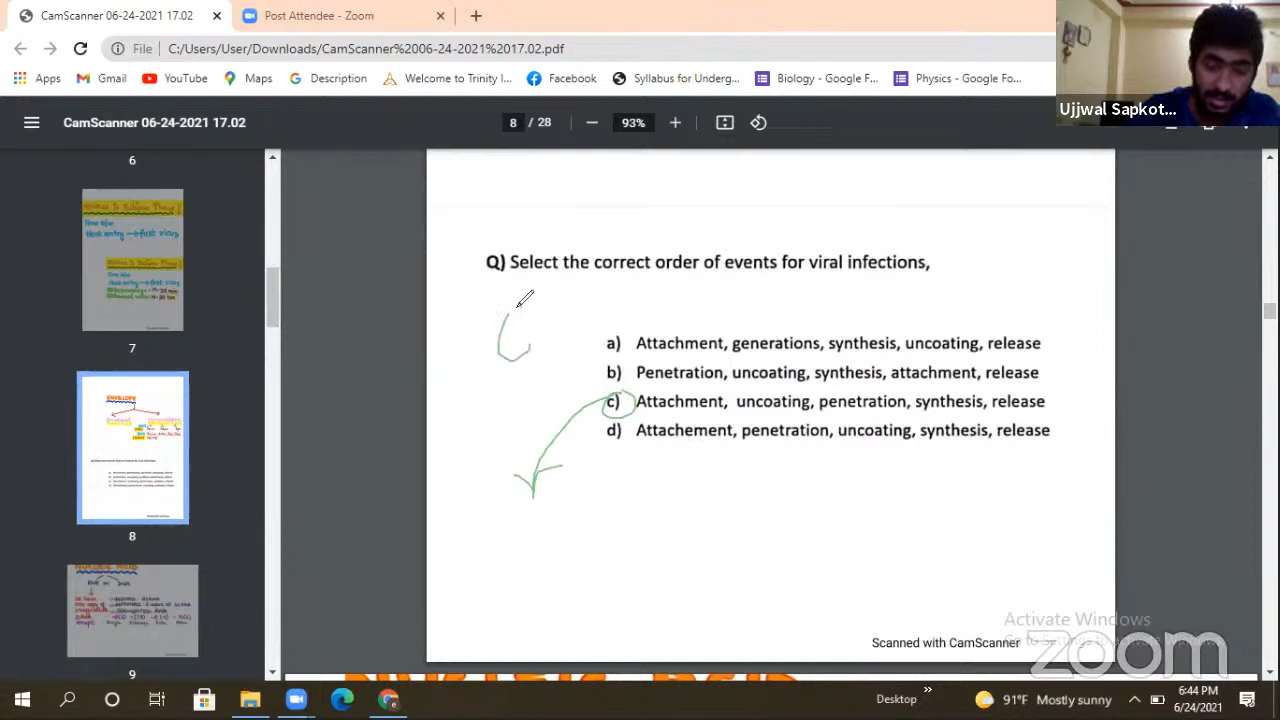 CamScanner 06-24-2021 17.02
Post Attendee - Zoom
File
C:/Users/User/Downloads/CamScanner%2006-24-2021%2017.02.pdf
Apps
Gmail
YouTube
Maps
Description
Welcome to Trinity I...
Facebook
Syllabus for Underg...
Biology - Google F...
Physics - Google Fo...
Ujjwal Sapkot...
CamScanner 06-24-2021 17.02
8 / 28
93%
6
7
ENVELOPE
8
9
Q) Select the correct order of events for viral infections,
a) Attachment, generations, synthesis, uncoating, release
b) Penetration, uncoating, synthesis, attachment, release
c) Attachment, uncoating, penetration, synthesis, release
d) Attachement, penetration, uncoating, synthesis, release
Scanned with CamScanner
Activate Windows
zoom
Desktop
91°F Mostly sunny
6:44 PM
6/24/2021